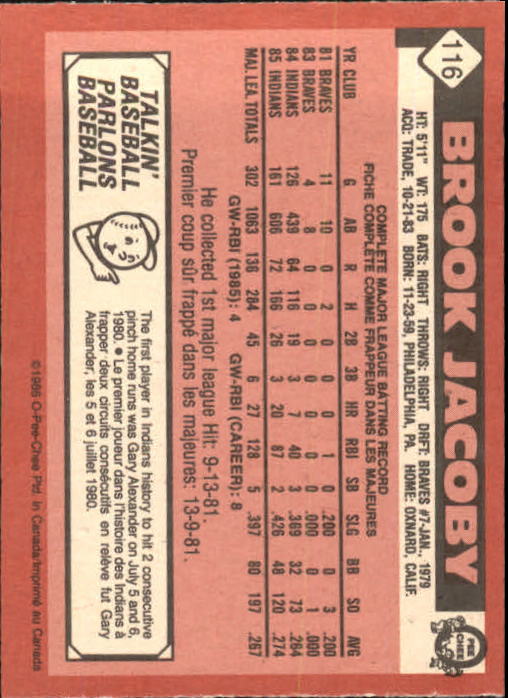 116
BROOK JACOBY
O PEE CHEE
HT: 5'11" WT: 175 BATS: RIGHT THROWS: RIGHT DRFT: BRAVES #7-JAN., 1979
ACQ: TRADE, 10-21-83 BORN: 11-23-59, PHILADELPHIA, PA. HOME: OXNARD, CALIF.
COMPLETE MAJOR LEAGUE BATTING RECORD
FICHE COMPLÈTE COMME FRAPPEUR DANS LES MAJEURES
YR CLUB G AB R H 2B 3B HR RBI SB SLG BB SO AVG
81 BRAVES 11 10 0 2 0 0 0 1 0 .200 0 3 .200
83 BRAVES 4 8 0 0 0 0 0 0 0 .000 0 1 .000
84 INDIANS 126 439 64 116 19 3 7 40 3 .369 32 73 .264
85 INDIANS 161 606 72 166 26 3 20 87 2 .426 48 120 .274
MAJ. LEA. TOTALS 302 1063 136 284 45 6 27 128 5 .397 80 197 .267
GW-RBI (1985): 4 GW-RBI (CAREER): 8
He collected 1st major league Hit: 9-13-81.
Premier coup sûr frappé dans les majeures: 13-9-81.
TALKIN'
BASEBALL
PARLONS
BASEBALL
The first player in Indians history to hit 2 consecutive
pinch home runs was Gary Alexander on July 5 and 6,
1980. • Le premier joueur dans l'histoire des Indians à
frapper deux circuits consécutifs en relève fut Gary
Alexander, les 5 et 6 juillet 1980.
©1986 O-Pee-Chee Ptd. in Canada/Imprimé au Canada